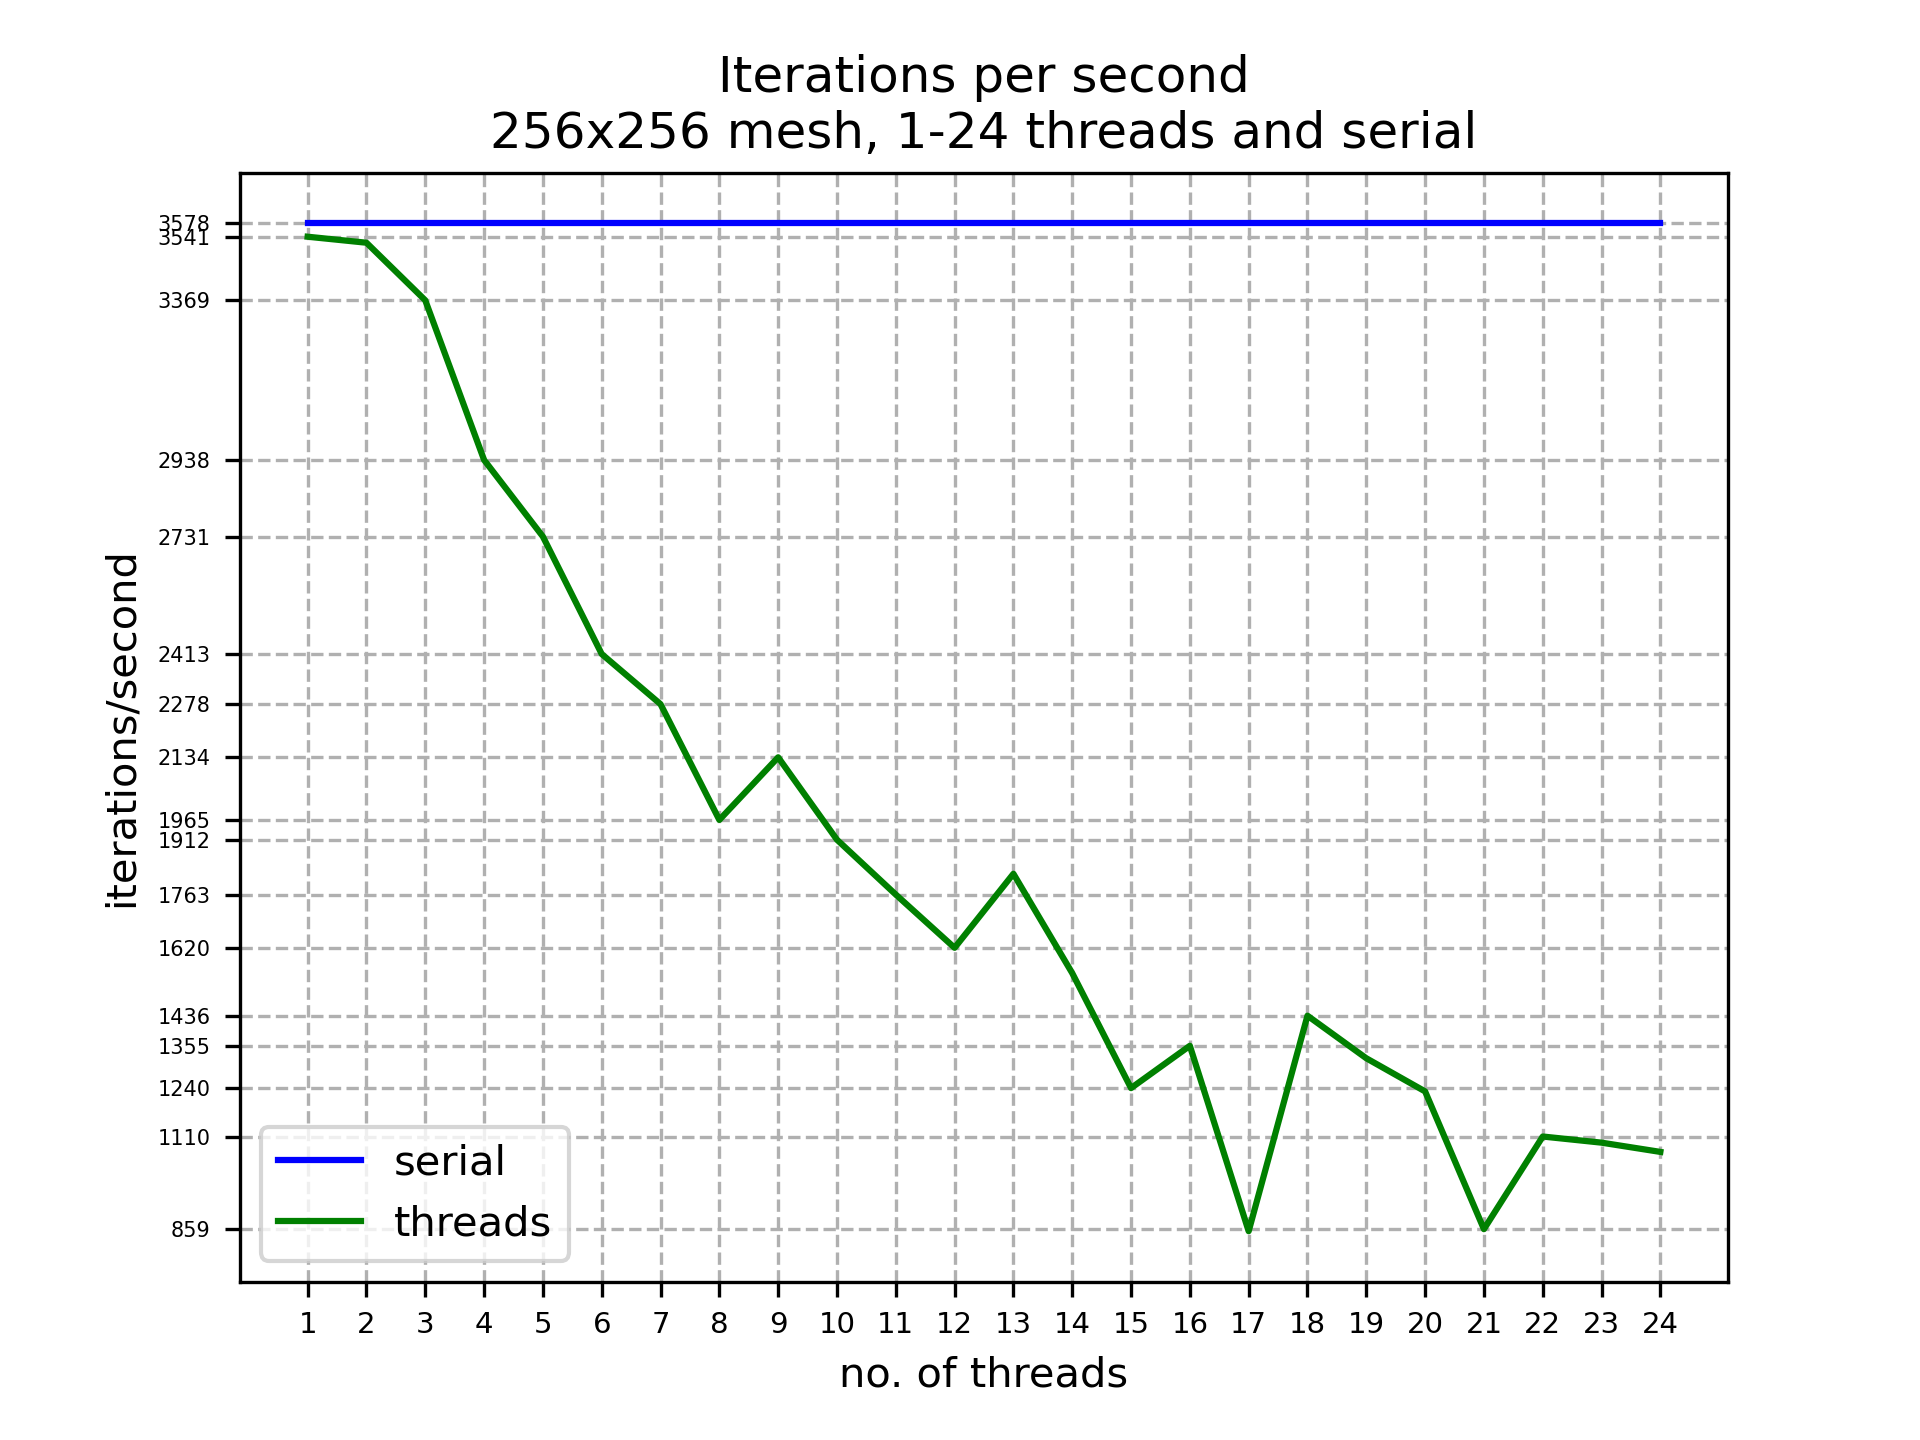 Iterations per second
256x256 mesh, 1-24 threads and serial
iterations/second
3578
3541
3369
2938
2731
2413
2278
2134
1965
1912
1763
1620
1436
1355
1240
1110
859
serial
threads
1 2 3 4 5 6 7 8 9 10 11 12 13 14 15 16 17 18 19 20 21 22 23 24
no. of threads